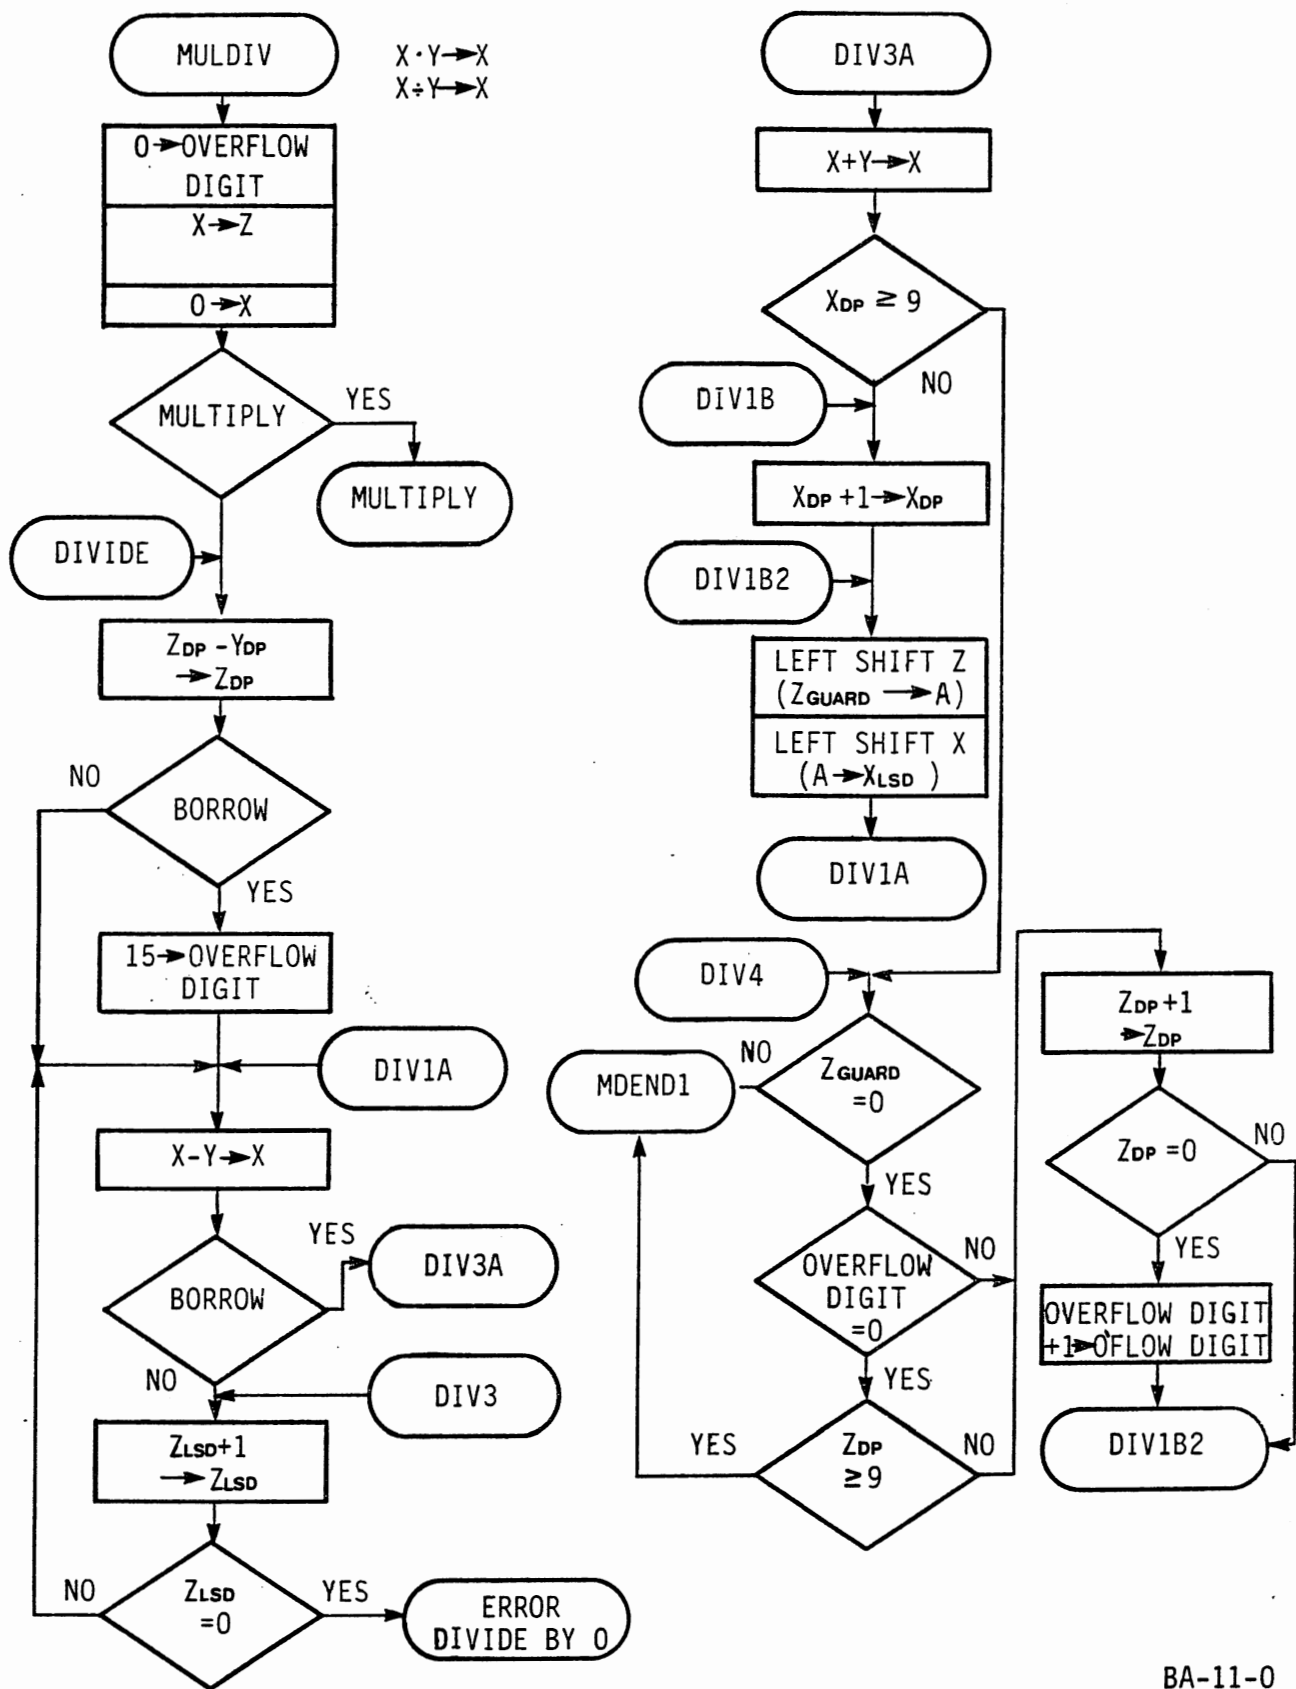 MULDIV
X·Y→X
X÷Y→X
0→OVERFLOW
DIGIT
X→Z
0→X
MULTIPLY
YES
MULTIPLY
DIVIDE
ZDP -YDP
→ZDP
NO
BORROW
YES
15→OVERFLOW
DIGIT
DIV1A
X-Y→X
YES
DIV3A
BORROW
NO
DIV3
ZLSD+1
→ ZLSD
NO
ZLSD
=0
YES
ERROR
DIVIDE BY 0
DIV3A
X+Y→X
XDP ≥ 9
NO
DIV1B
XDP +1→XDP
DIV1B2
LEFT SHIFT Z
(ZGUARD →A)
LEFT SHIFT X
(A→XLSD )
DIV1A
DIV4
NO
MDEND1
ZGUARD
=0
YES
OVERFLOW
DIGIT
=0
NO
YES
YES
ZDP
≥9
NO
ZDP+1
→ZDP
ZDP =0
NO
YES
OVERFLOW DIGIT
+1→OFLOW DIGIT
DIV1B2
BA-11-0